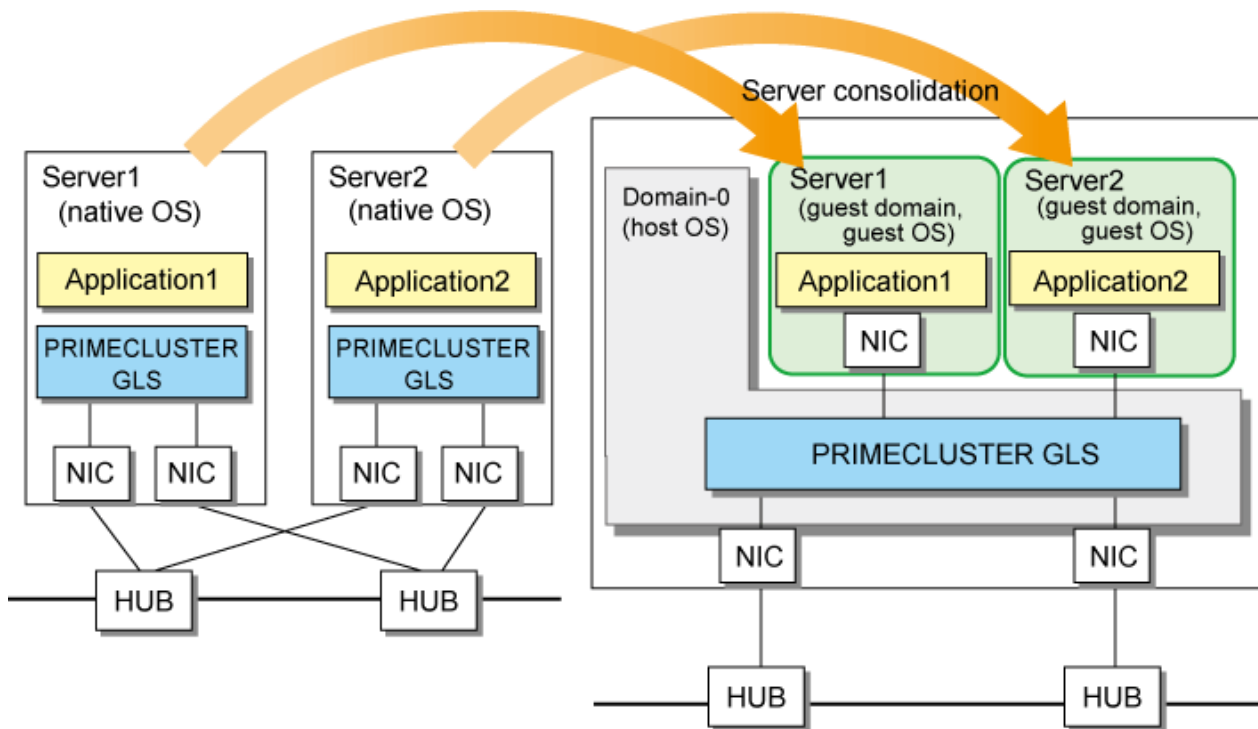 Server consolidation
Server1
(native OS)
Application1
PRIMECLUSTER
GLS
NIC
NIC
Server2
(native OS)
Application2
PRIMECLUSTER
GLS
NIC
NIC
HUB
HUB
Domain-0
(host OS)
Server1
(guest domain,
guest OS)
Application1
NIC
Server2
(guest domain,
guest OS)
Application2
NIC
PRIMECLUSTER GLS
NIC
NIC
HUB
HUB